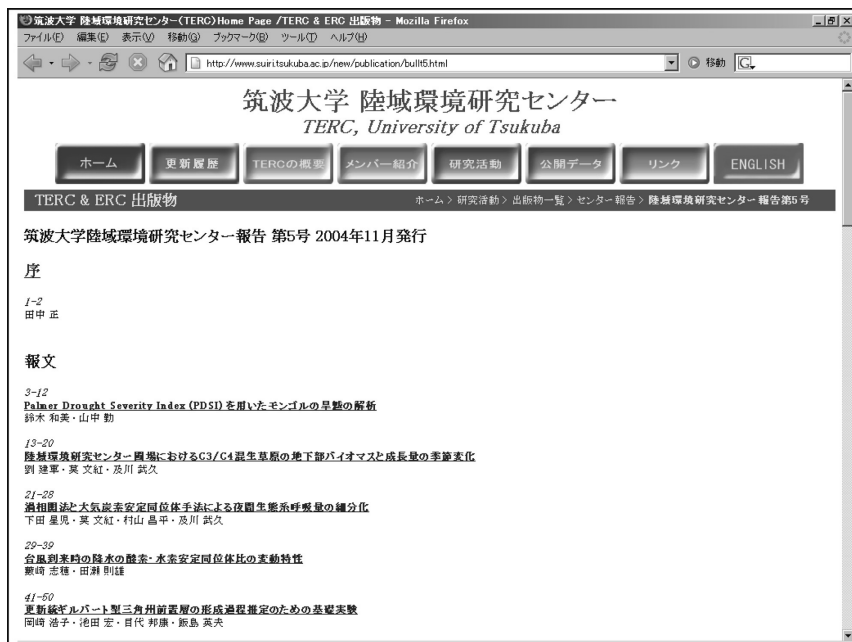 筑波大学 陸域環境研究センター(TERC)Home Page /TERC & ERC 出版物 - Mozilla Firefox
ファイル(F) 編集(E) 表示(V) 移動(G) ブックマーク(B) ツール(T) ヘルプ(H)
http://www.suiri.tsukuba.ac.jp/new/publication/bullt5.html 移動 G
筑波大学 陸域環境研究センター
TERC, University of Tsukuba
ホーム 更新履歴 TERCの概要 メンバー紹介 研究活動 公開データ リンク ENGLISH
TERC & ERC 出版物 ホーム > 研究活動 > 出版物一覧 > センター報告 > 陸域環境研究センター報告第5号
筑波大学陸域環境研究センター報告 第5号 2004年11月発行
序
1-2
田中 正
報文
3-12
Palmer Drought Severity Index (PDSI) を用いたモンゴルの旱魃の解析
鈴木 和美・山中 勤
13-20
陸域環境研究センター圃場におけるC3/C4混生草原の地下部バイオマスと成長量の季節変化
劉 建軍・莫 文紅・及川 武久
21-28
渦相関法と大気炭素安定同位体手法による夜間生態系呼吸量の細分化
下田 星児・莫 文紅・村山 昌平・及川 武久
29-39
台風到来時の降水の酸素・水素安定同位体比の変動特性
藪崎 志穂・田瀬 則雄
41-50
更新統ギルバート型三角州前置層の形成過程推定のための基礎実験
岡崎 浩子・池田 宏・目代 邦康・飯島 英夫